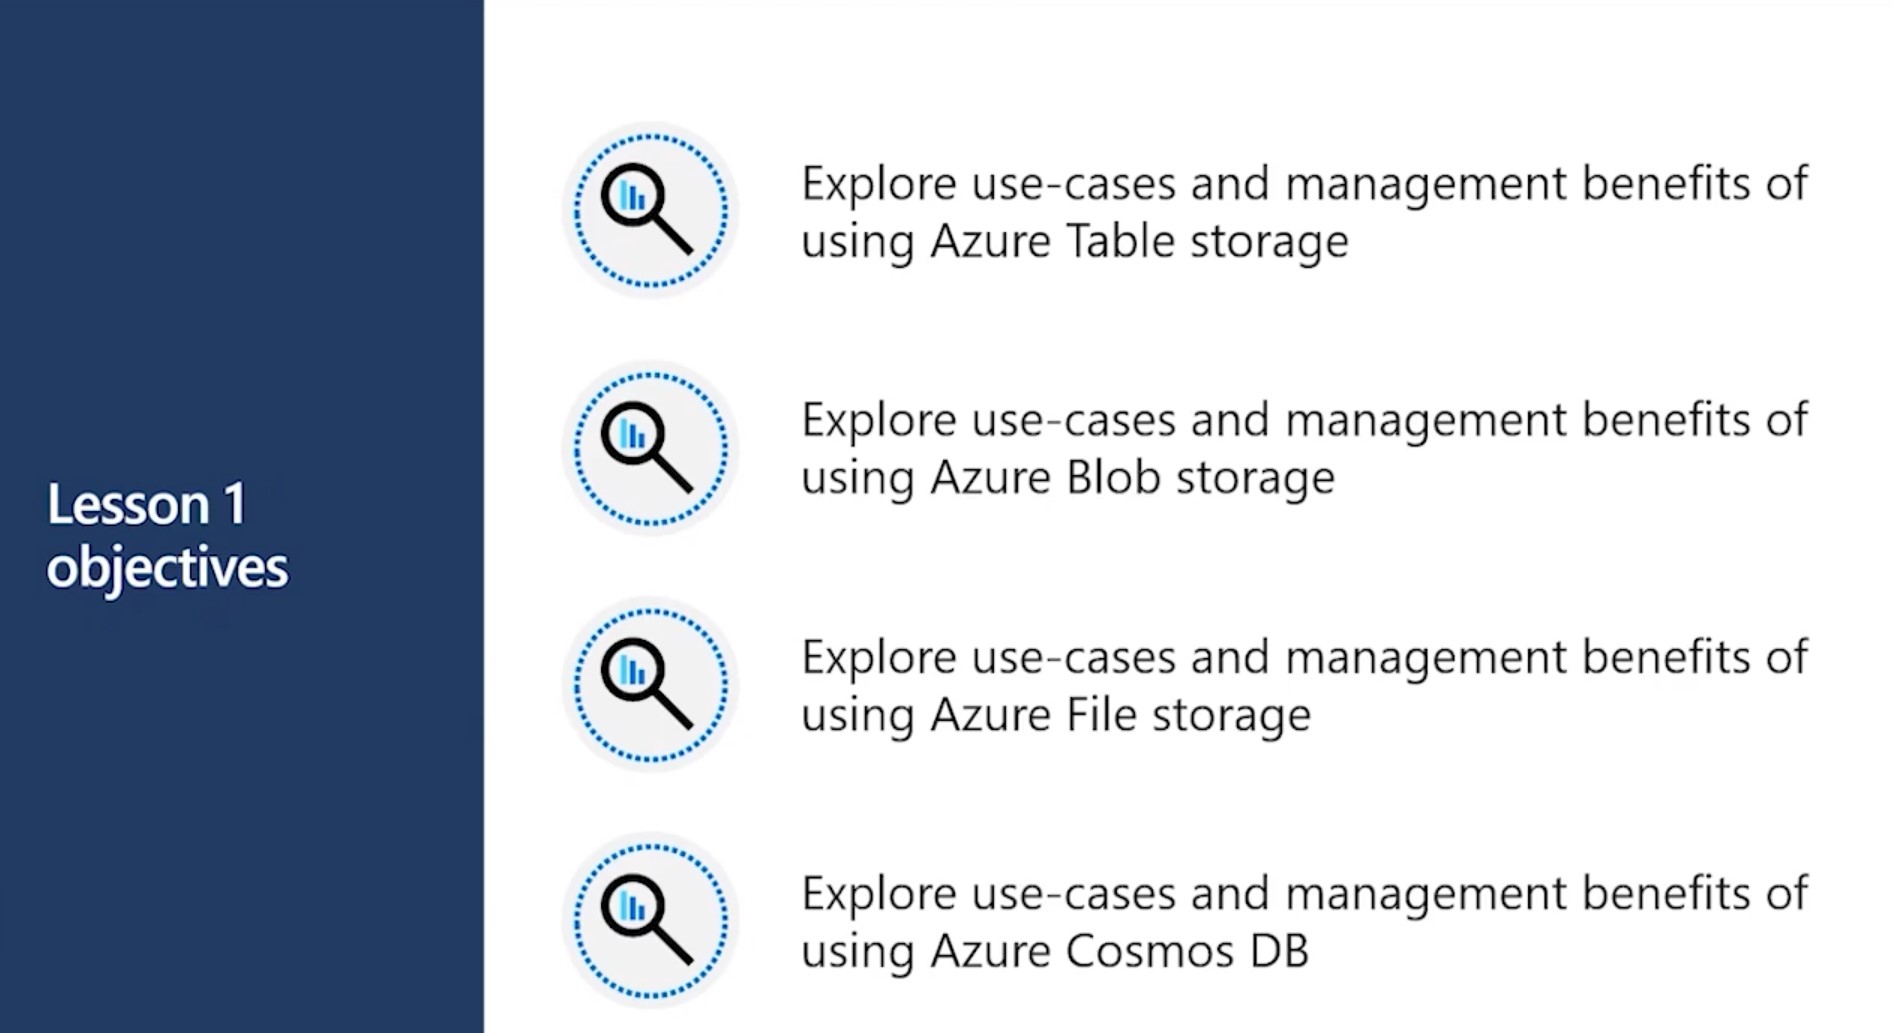 Lesson 1
objectives
Explore use-cases and management benefits of
using Azure Table storage
Explore use-cases and management benefits of
using Azure Blob storage
Explore use-cases and management benefits of
using Azure File storage
Explore use-cases and management benefits of
using Azure Cosmos DB